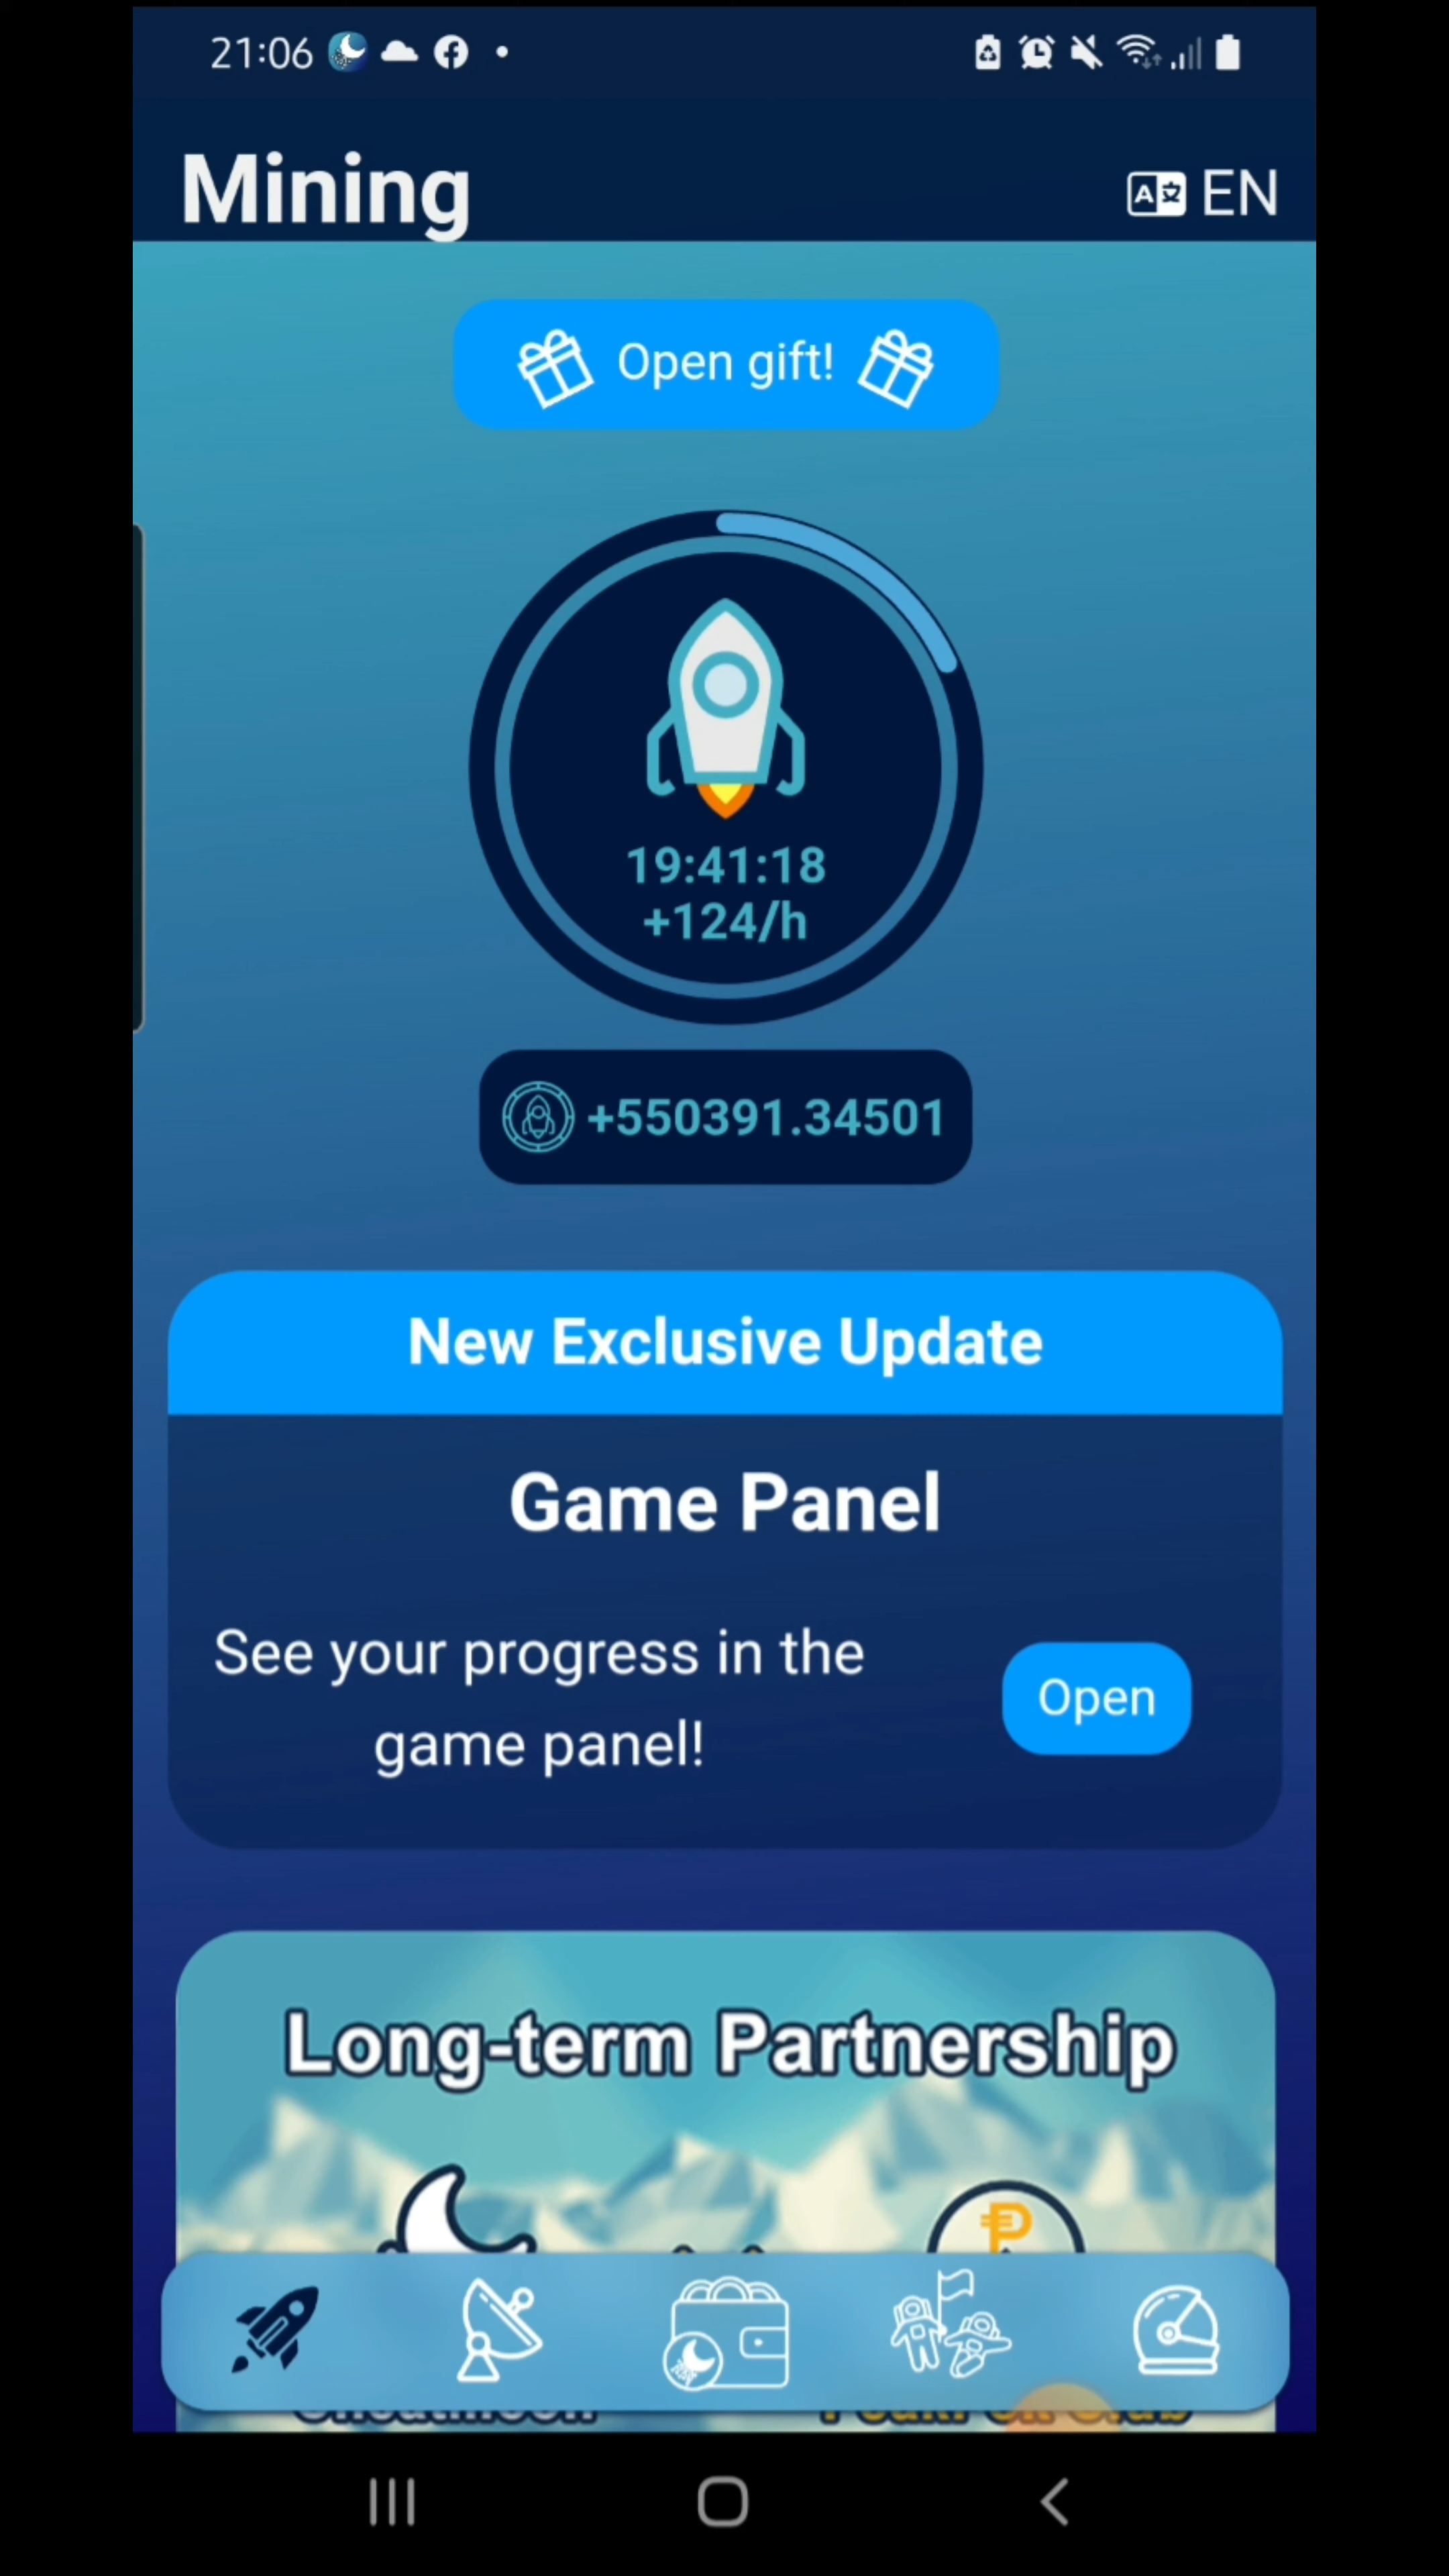 21:06
Mining
EN
Open gift!
19:41:18
+124/h
+550391.34501
New Exclusive Update
Game Panel
See your progress in the
game panel!
Open
Long-term Partnership